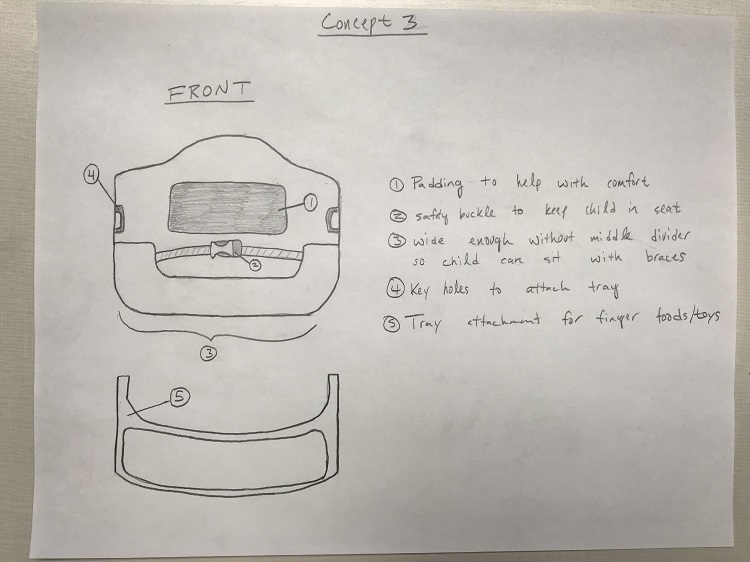 Concept 3
FRONT
④
①
②
③
⑤
① Padding to help with comfort
② safety buckle to keep child in seat
③ wide enough without middle divider
so child can sit with braces
④ Key holes to attach tray
⑤ Tray attachment for finger foods/toys